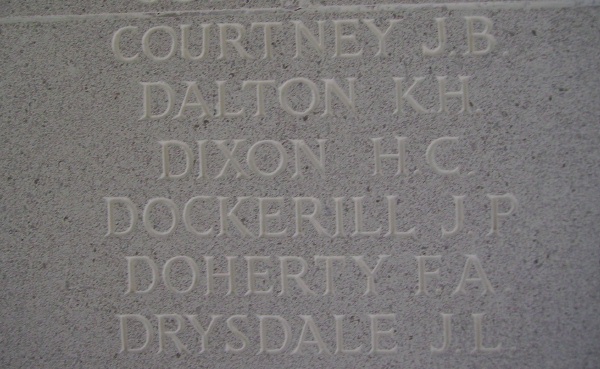 COURTNEY J.B.
DALTON K.H.
DIXON H.C.
DOCKERILL J.P.
DOHERTY F.A.
DRYSDALE J.L.